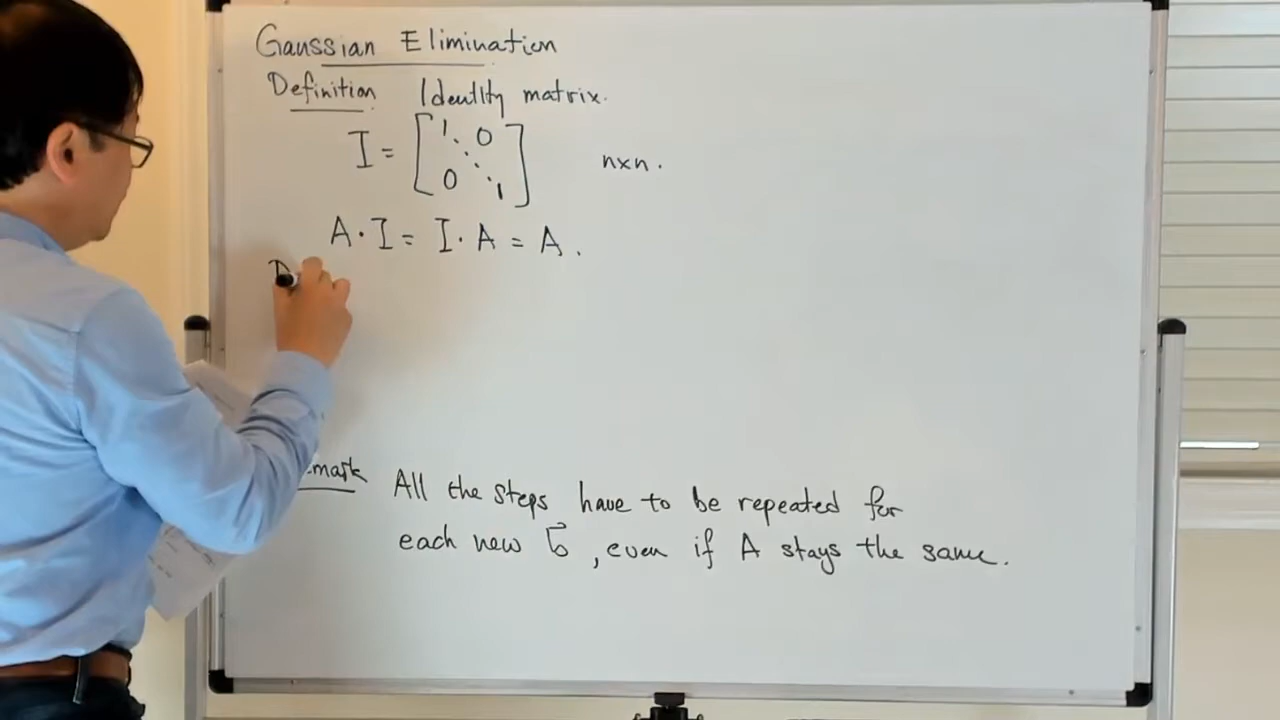 Gaussian Elimination
Definition Identity matrix.
I = [1 ⋱ 0 0 1] n×n.
A · I = I · A = A .
mark All the steps have to be repeated for
each new b⃗ , even if A stays the same.